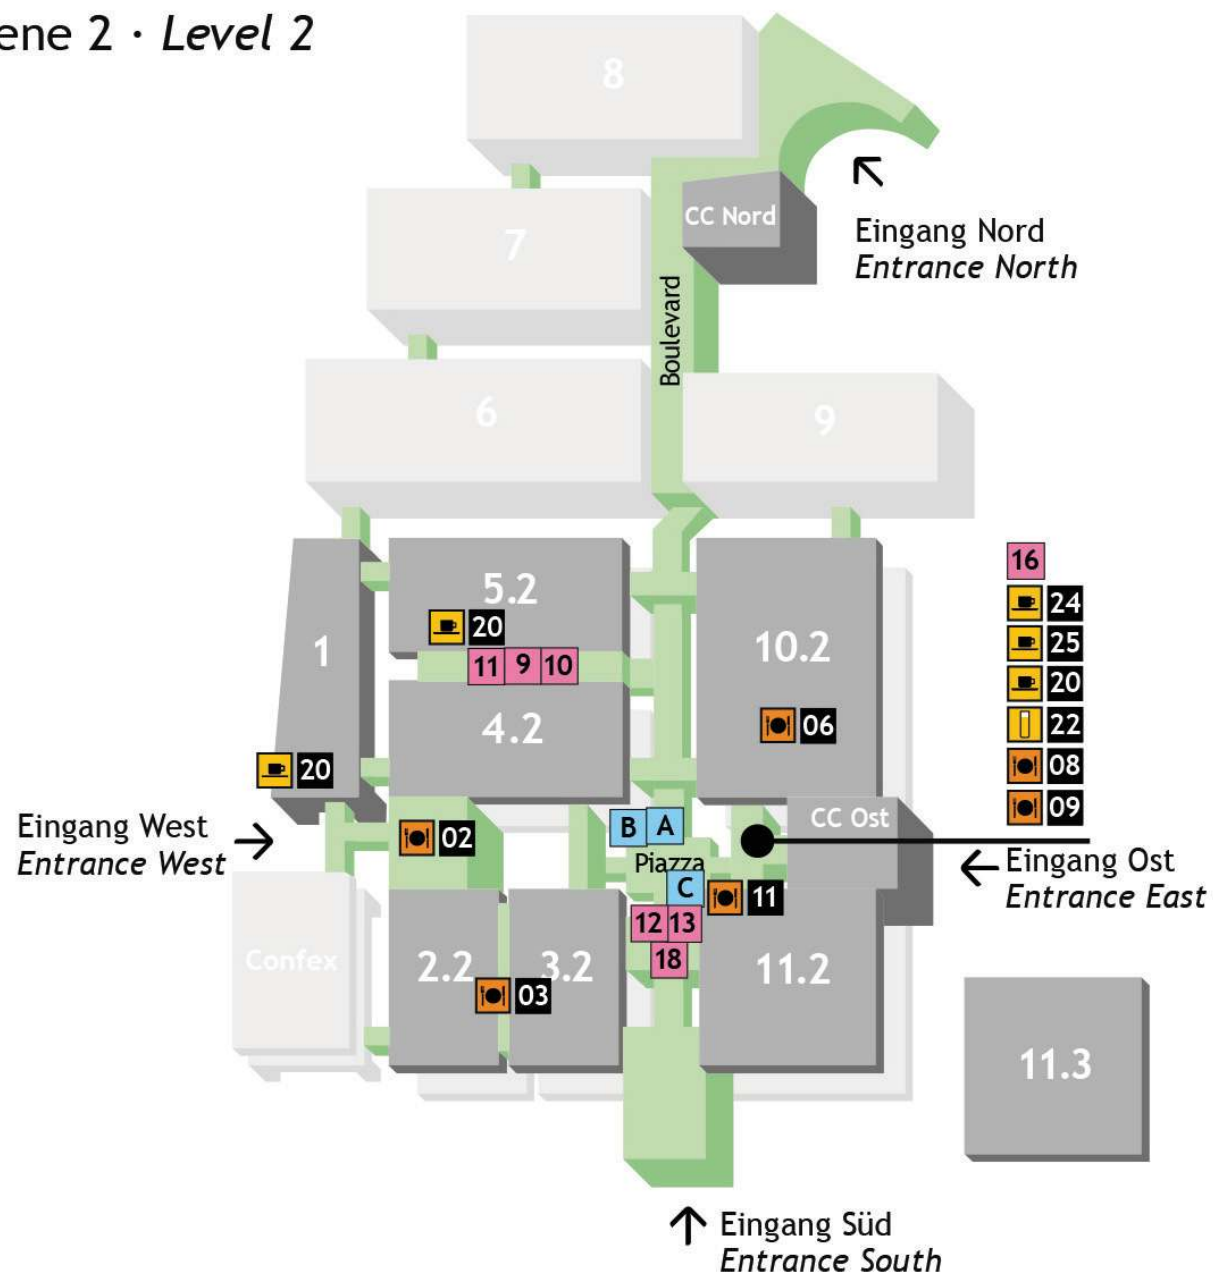 ene 2 · Level 2
8
CC Nord
Eingang Nord
Entrance North
7
Boulevard
6
9
5.2
20
11 9 10
1
4.2
20
10.2
06
16
24
25
20
22
08
09
Eingang West
Entrance West
02
B A
Piazza
C
CC Ost
11
Eingang Ost
Entrance East
12 13
18
Confex
2.2
3.2
03
11.2
11.3
Eingang Süd
Entrance South